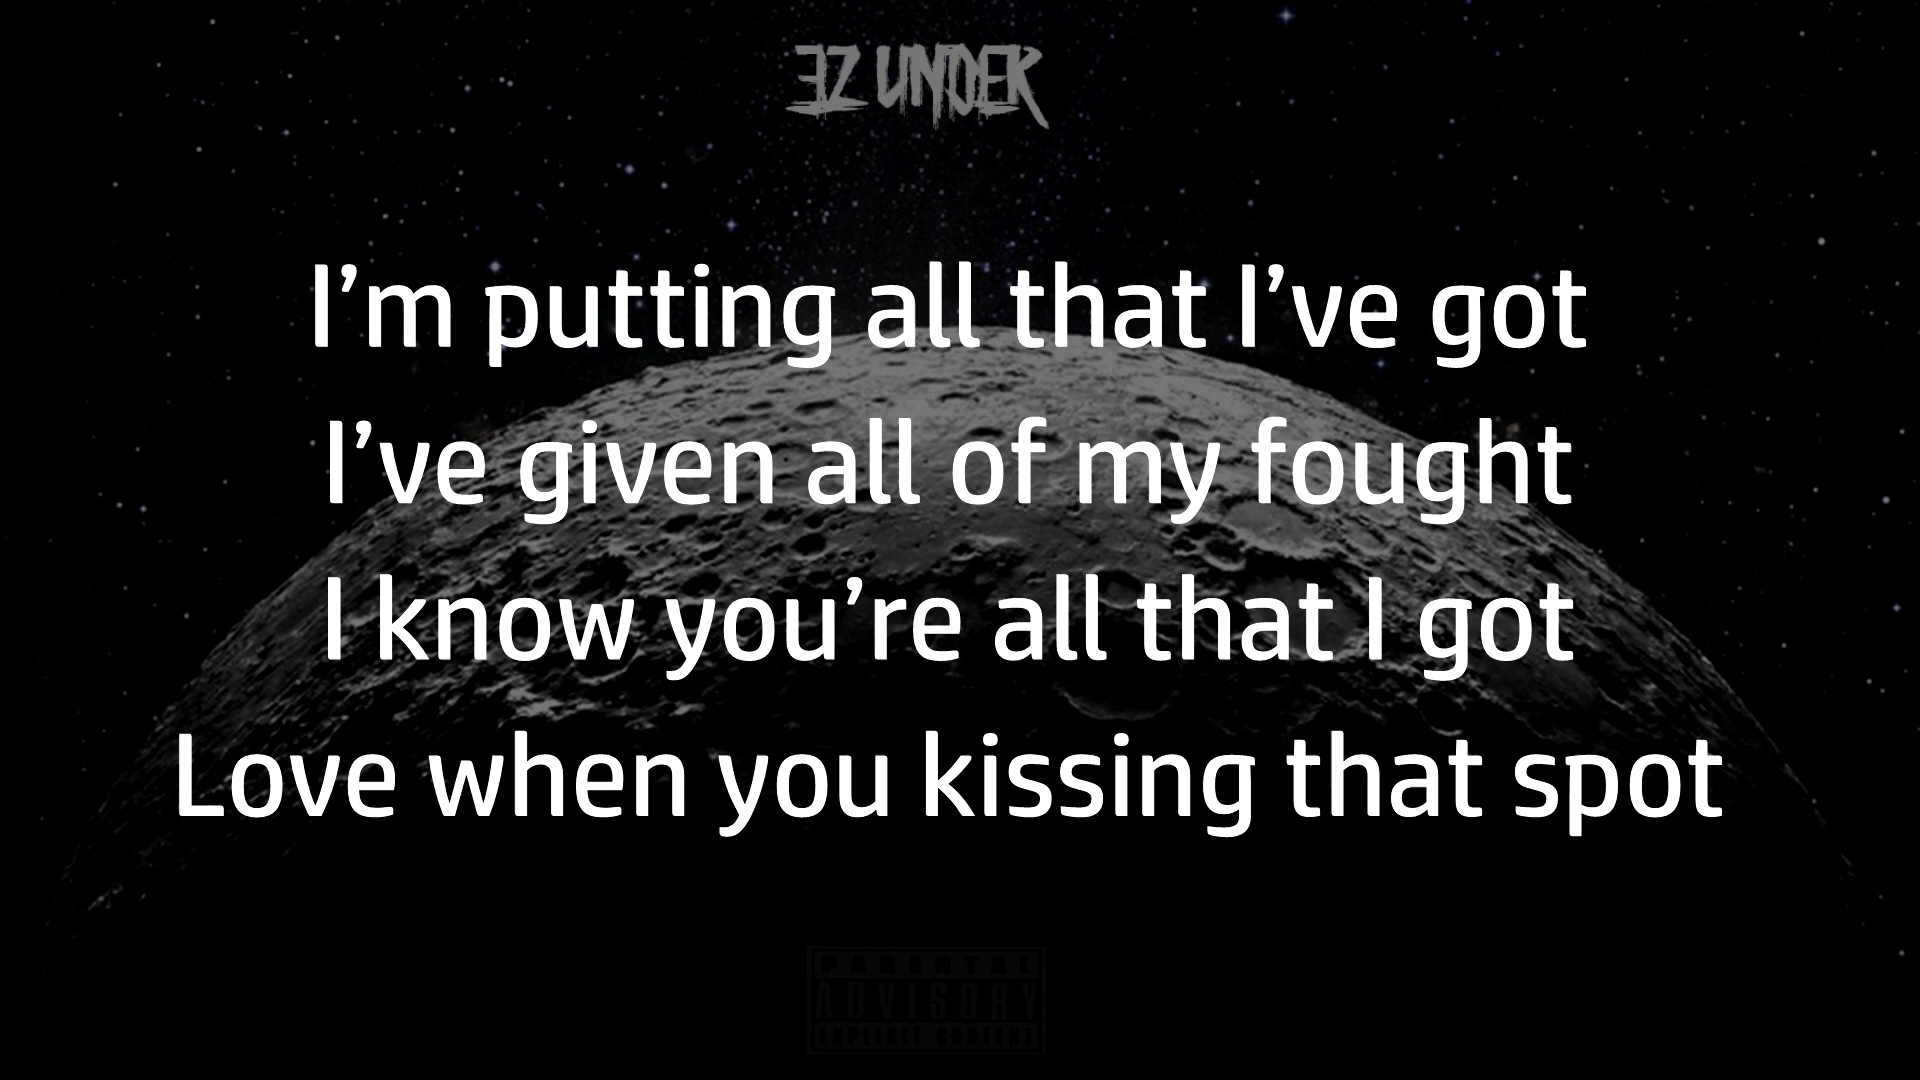 EZ UNDER
I’m putting all that I’ve got
I’ve given all of my fought
I know you’re all that I got
Love when you kissing that spot
PARENTAL
ADVISORY
EXPLICIT CONTENT